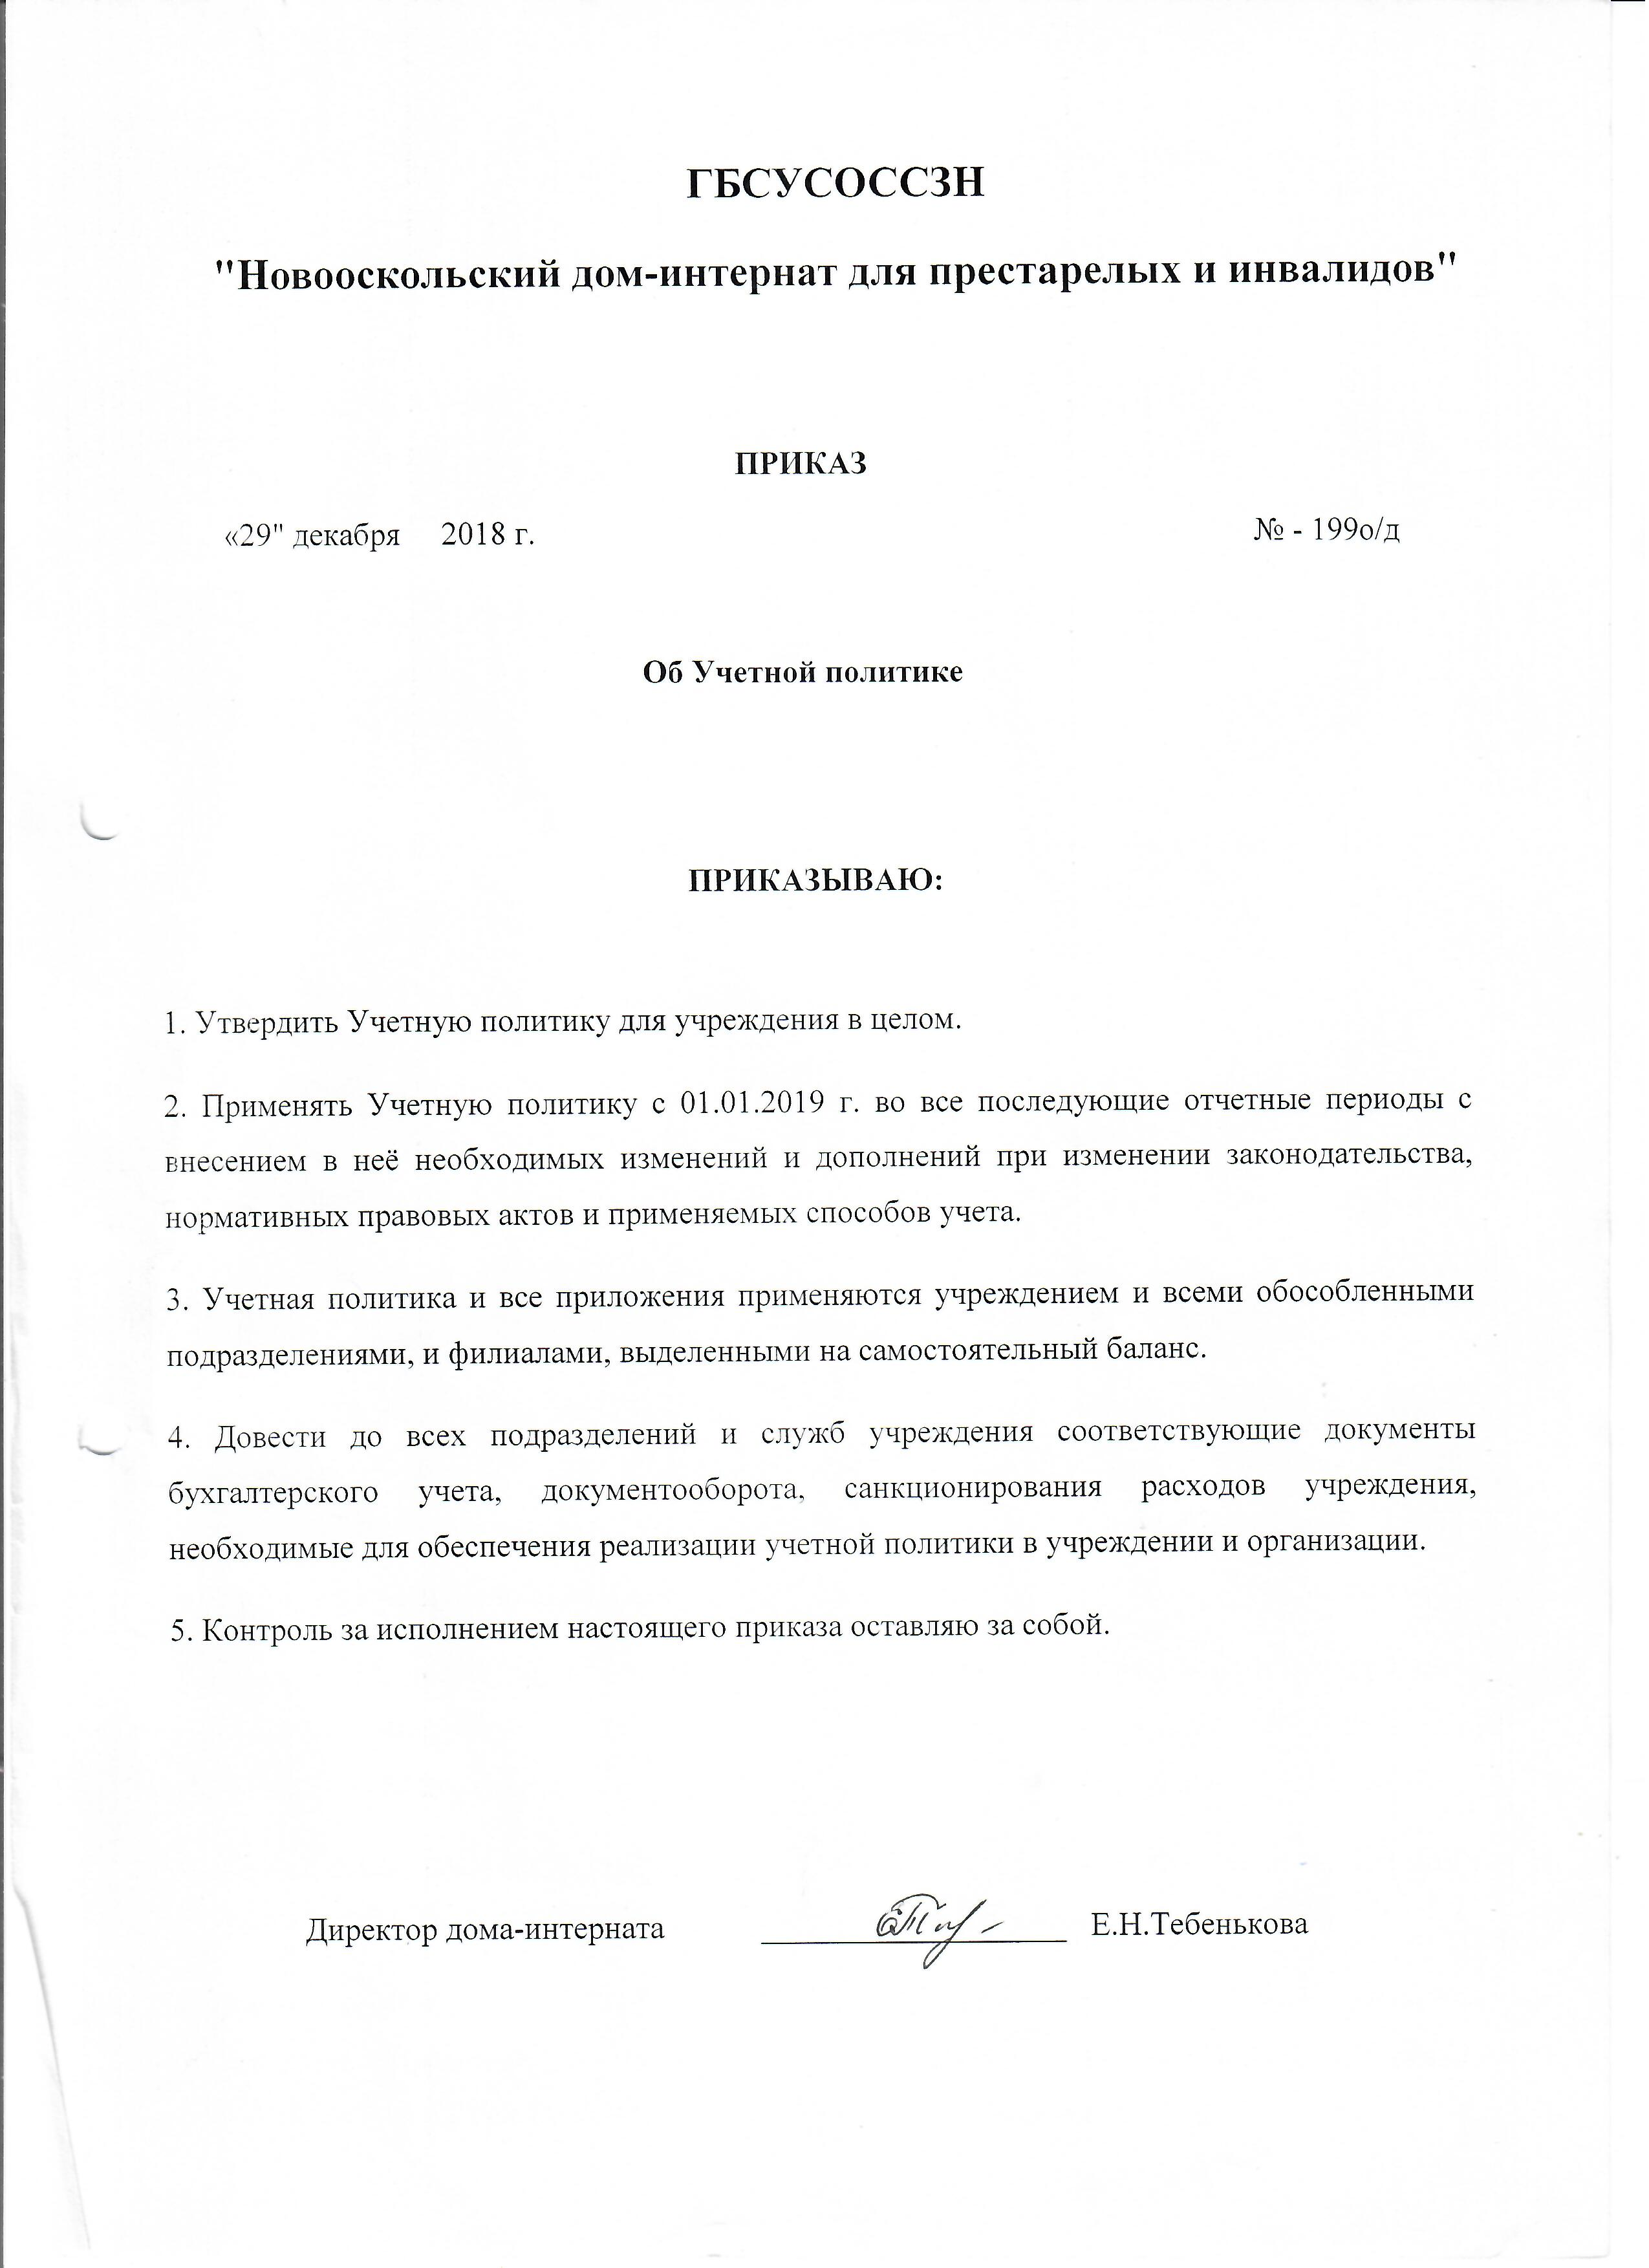 ГБСУСОССЗН
"Новооскольский дом-интернат для престарелых и инвалидов"
ПРИКАЗ
«29" декабря 2018 г. № - 199о/д
Об Учетной политике
ПРИКАЗЫВАЮ:
1. Утвердить Учетную политику для учреждения в целом.
2. Применять Учетную политику с 01.01.2019 г. во все последующие отчетные периоды с
внесением в неё необходимых изменений и дополнений при изменении законодательства,
нормативных правовых актов и применяемых способов учета.
3. Учетная политика и все приложения применяются учреждением и всеми обособленными
подразделениями, и филиалами, выделенными на самостоятельный баланс.
4. Довести до всех подразделений и служб учреждения соответствующие документы
бухгалтерского учета, документооборота, санкционирования расходов учреждения,
необходимые для обеспечения реализации учетной политики в учреждении и организации.
5. Контроль за исполнением настоящего приказа оставляю за собой.
Директор дома-интерната Е.Н.Тебенькова